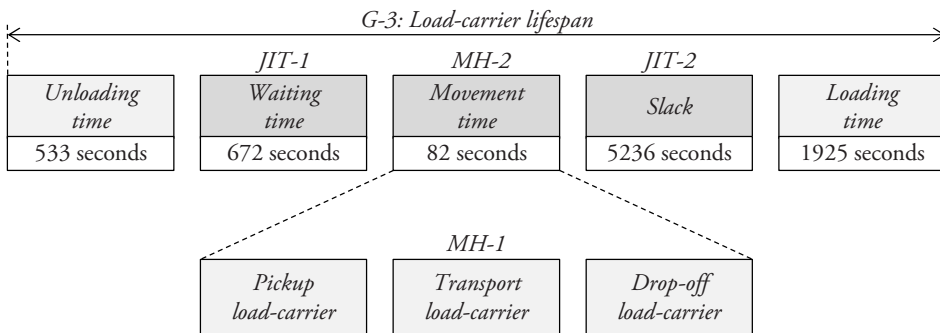 G-3: Load-carrier lifespan
JIT-1 MH-2 JIT-2
Unloading time
Waiting time
Movement time
Slack
Loading time
533 seconds 672 seconds 82 seconds 5236 seconds 1925 seconds
MH-1
Pickup load-carrier
Transport load-carrier
Drop-off load-carrier